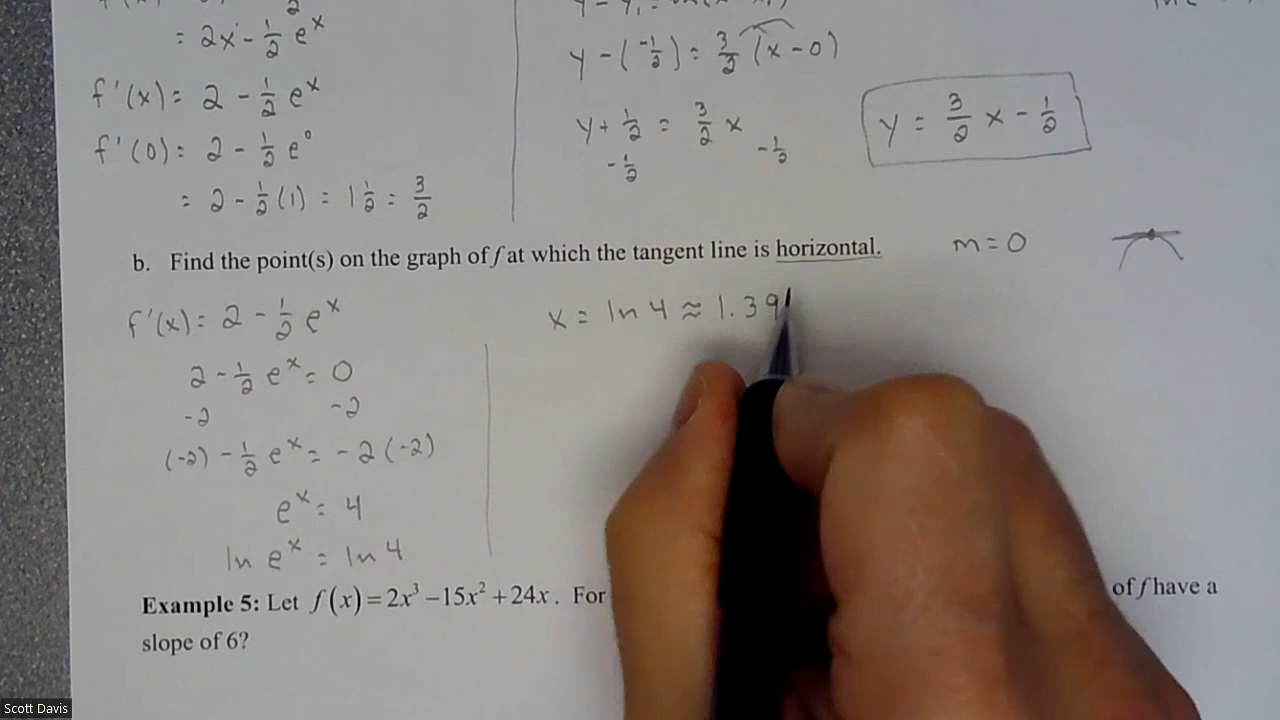 = 2x - 1/2 e^x
f'(x) = 2 - 1/2 e^x
f'(0) = 2 - 1/2 e^0
= 2 - 1/2 (1) = 1 1/2 = 3/2
y - (-1/2) = 3/2 (x - 0)
y + 1/2 = 3/2 x
-1/2 -1/2
y = 3/2 x - 1/2
b. Find the point(s) on the graph of f at which the tangent line is horizontal. m = 0
f'(x) = 2 - 1/2 e^x
2 - 1/2 e^x = 0
-2 -2
(-2) - 1/2 e^x = -2 (-2)
e^x = 4
ln e^x = ln 4
x = ln 4 ≈ 1.39
Example 5: Let f(x) = 2x³ – 15x² + 24x. For of f have a
slope of 6?
Scott Davis